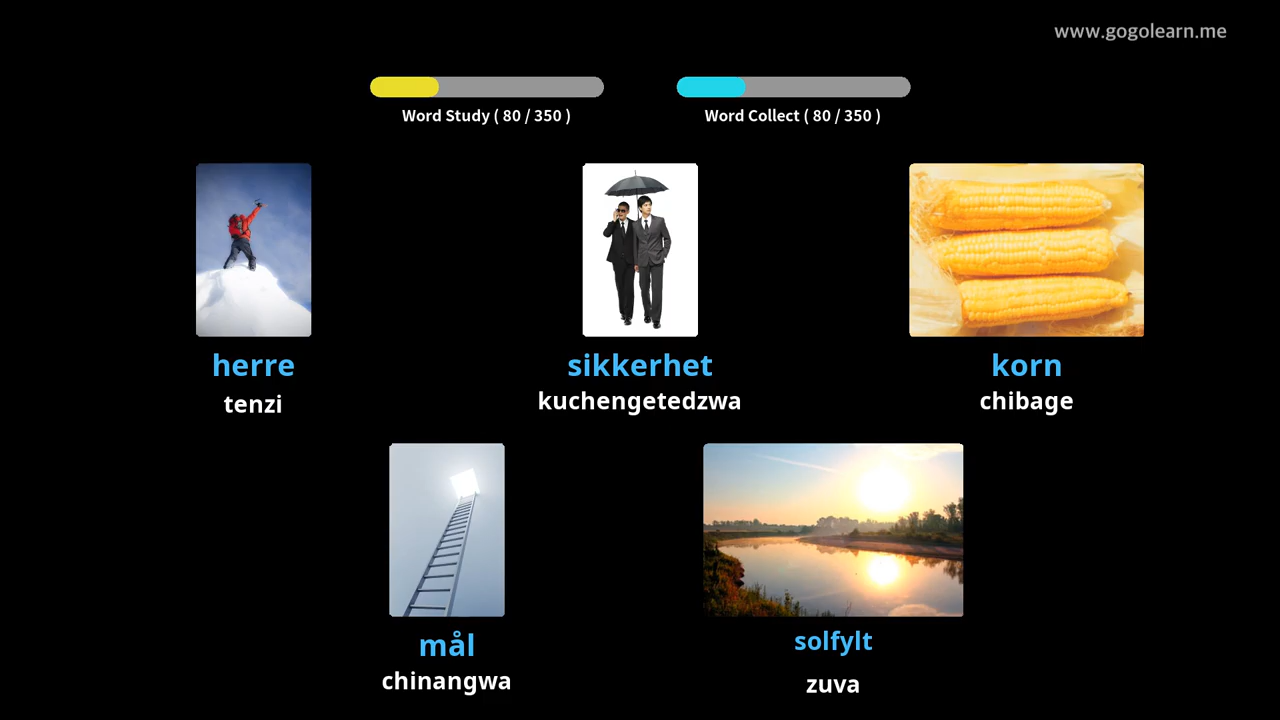 www.gogolearn.me
Word Study ( 80 / 350 )
Word Collect ( 80 / 350 )
herre
tenzi
sikkerhet
kuchengetedzwa
korn
chibage
mål
chinangwa
solfylt
zuva